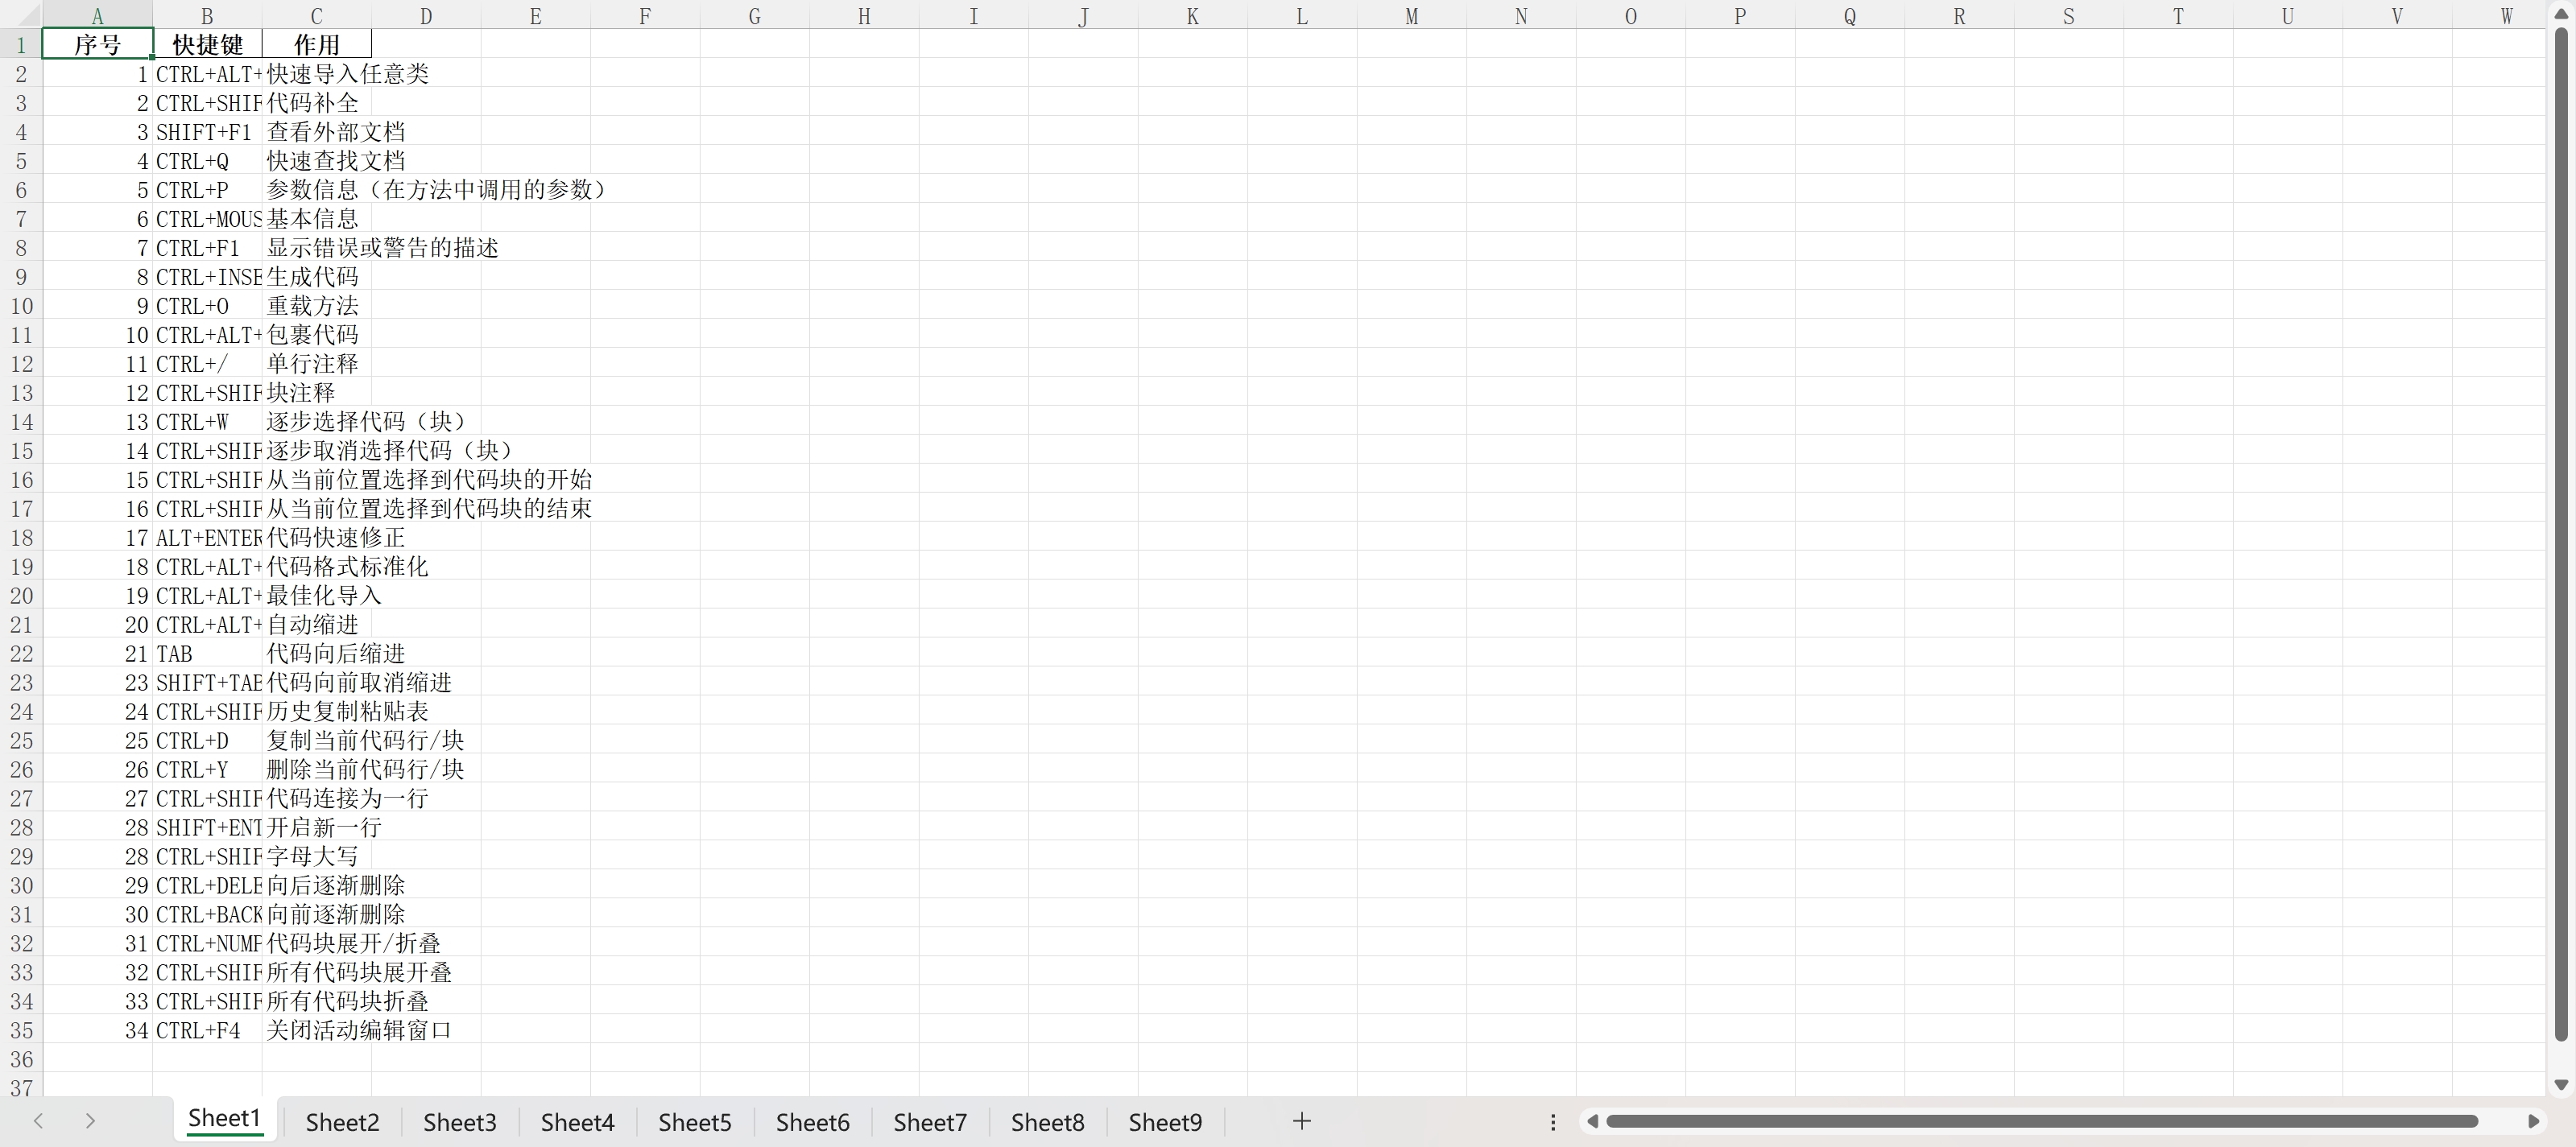 A B C D E F G H I J K L M N O P Q R S T U V W
1 序号 快捷键 作用
2 1 CTRL+ALT+ 快速导入任意类
3 2 CTRL+SHIF 代码补全
4 3 SHIFT+F1 查看外部文档
5 4 CTRL+Q 快速查找文档
6 5 CTRL+P 参数信息（在方法中调用的参数）
7 6 CTRL+MOUS 基本信息
8 7 CTRL+F1 显示错误或警告的描述
9 8 CTRL+INSE 生成代码
10 9 CTRL+O 重载方法
11 10 CTRL+ALT+ 包裹代码
12 11 CTRL+/ 单行注释
13 12 CTRL+SHIF 块注释
14 13 CTRL+W 逐步选择代码（块）
15 14 CTRL+SHIF 逐步取消选择代码（块）
16 15 CTRL+SHIF 从当前位置选择到代码块的开始
17 16 CTRL+SHIF 从当前位置选择到代码块的结束
18 17 ALT+ENTER 代码快速修正
19 18 CTRL+ALT+ 代码格式标准化
20 19 CTRL+ALT+ 最佳化导入
21 20 CTRL+ALT+ 自动缩进
22 21 TAB 代码向后缩进
23 23 SHIFT+TAB 代码向前取消缩进
24 24 CTRL+SHIF 历史复制粘贴表
25 25 CTRL+D 复制当前代码行/块
26 26 CTRL+Y 删除当前代码行/块
27 27 CTRL+SHIF 代码连接为一行
28 28 SHIFT+ENT 开启新一行
29 28 CTRL+SHIF 字母大写
30 29 CTRL+DELE 向后逐渐删除
31 30 CTRL+BACK 向前逐渐删除
32 31 CTRL+NUMP 代码块展开/折叠
33 32 CTRL+SHIF 所有代码块展开叠
34 33 CTRL+SHIF 所有代码块折叠
35 34 CTRL+F4 关闭活动编辑窗口
36
37
Sheet1 Sheet2 Sheet3 Sheet4 Sheet5 Sheet6 Sheet7 Sheet8 Sheet9